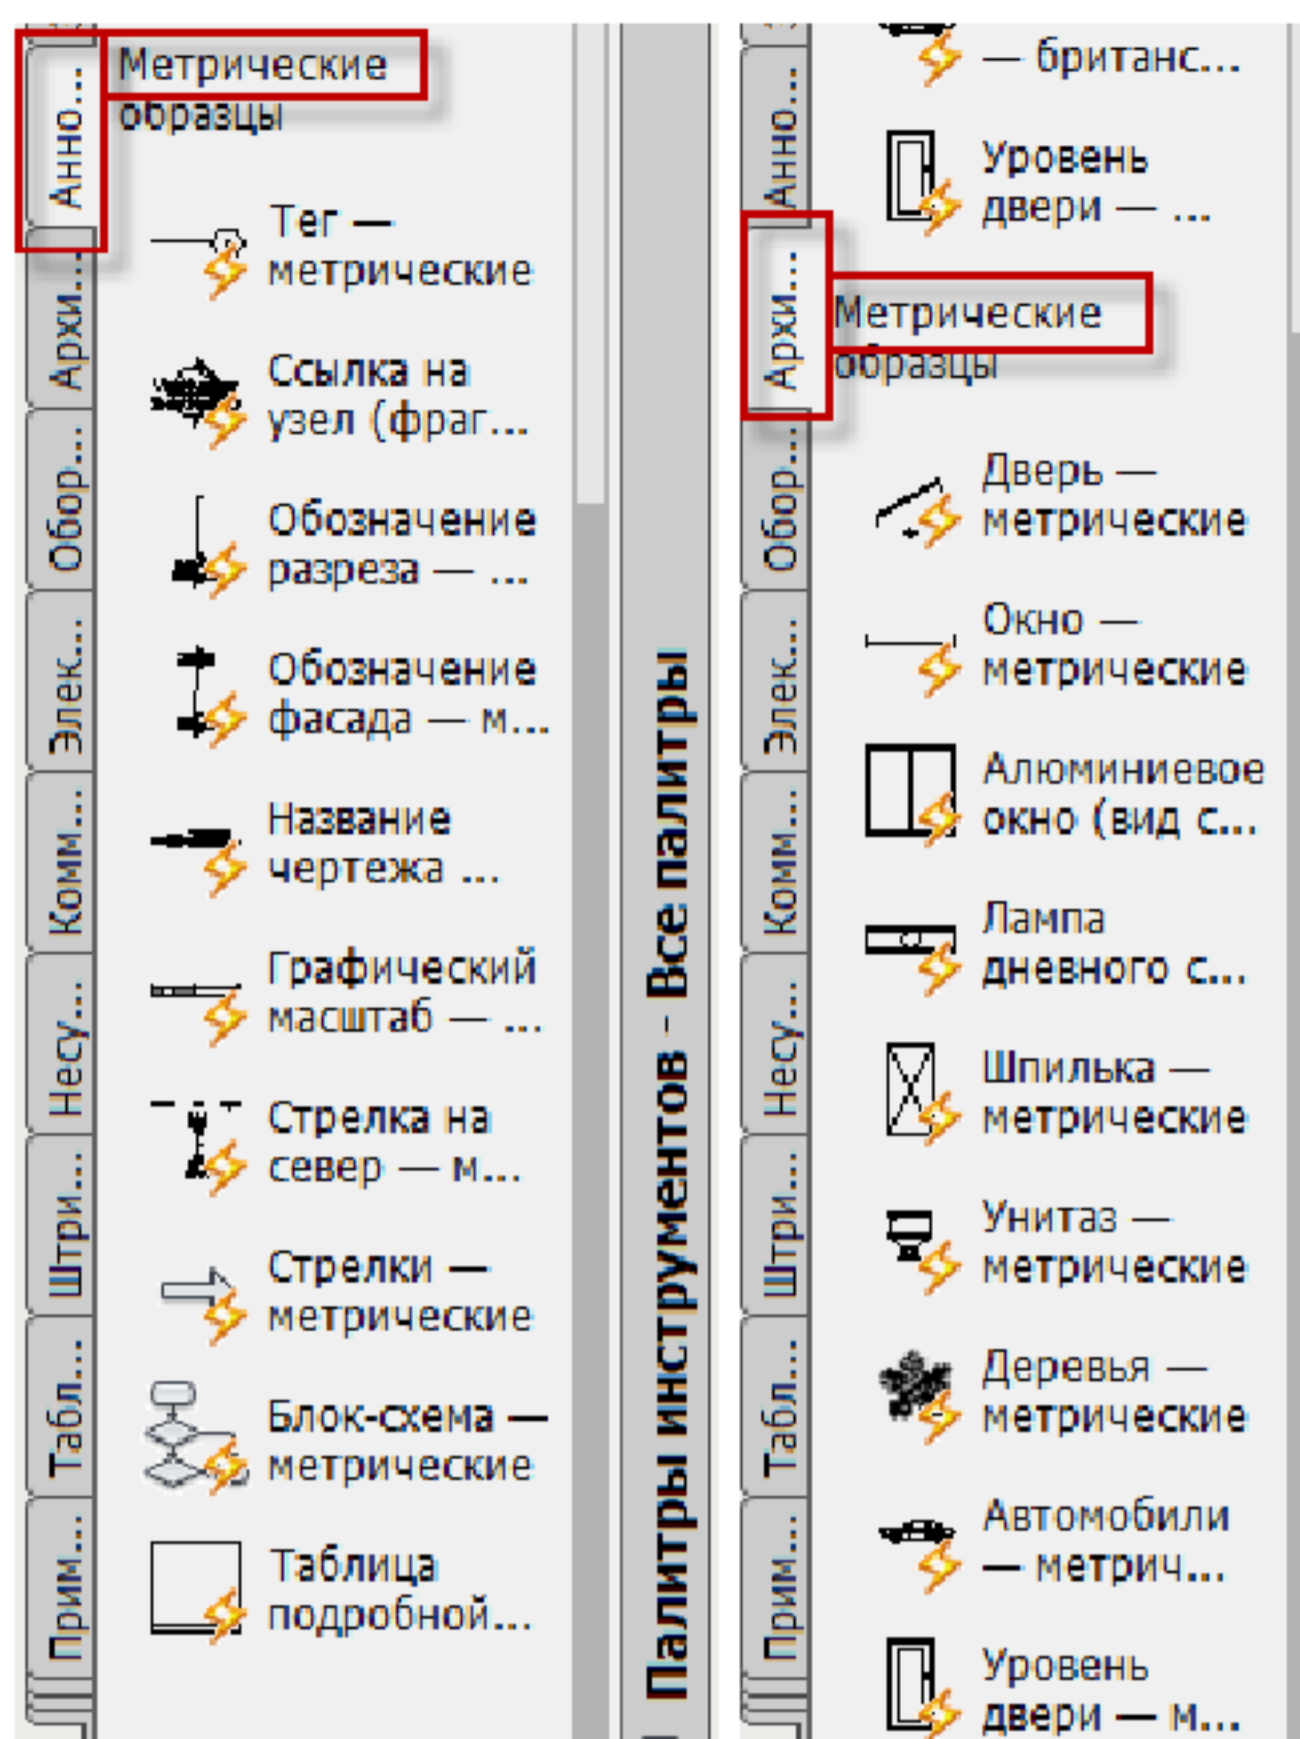 Анно...
Архи...
Обор...
Элек...
Комм...
Несу...
Штри...
Табл...
Прим...
Метрические
образцы
Тег —
метрические
Ссылка на
узел (фраг...
Обозначение
разреза — ...
Обозначение
фасада — м...
Название
чертежа ...
Графический
масштаб — ...
Стрелка на
север — м...
Стрелки —
метрические
Блок-схема —
метрические
Таблица
подробной...
Палитры инструментов - Все палитры
Анно...
Архи...
Обор...
Элек...
Комм...
Несу...
Штри...
Табл...
Прим...
— британс...
Уровень
двери — ...
Метрические
образцы
Дверь —
метрические
Окно —
метрические
Алюминиевое
окно (вид с...
Лампа
дневного с...
Шпилька —
метрические
Унитаз —
метрические
Деревья —
метрические
Автомобили
— метрич...
Уровень
двери — м...